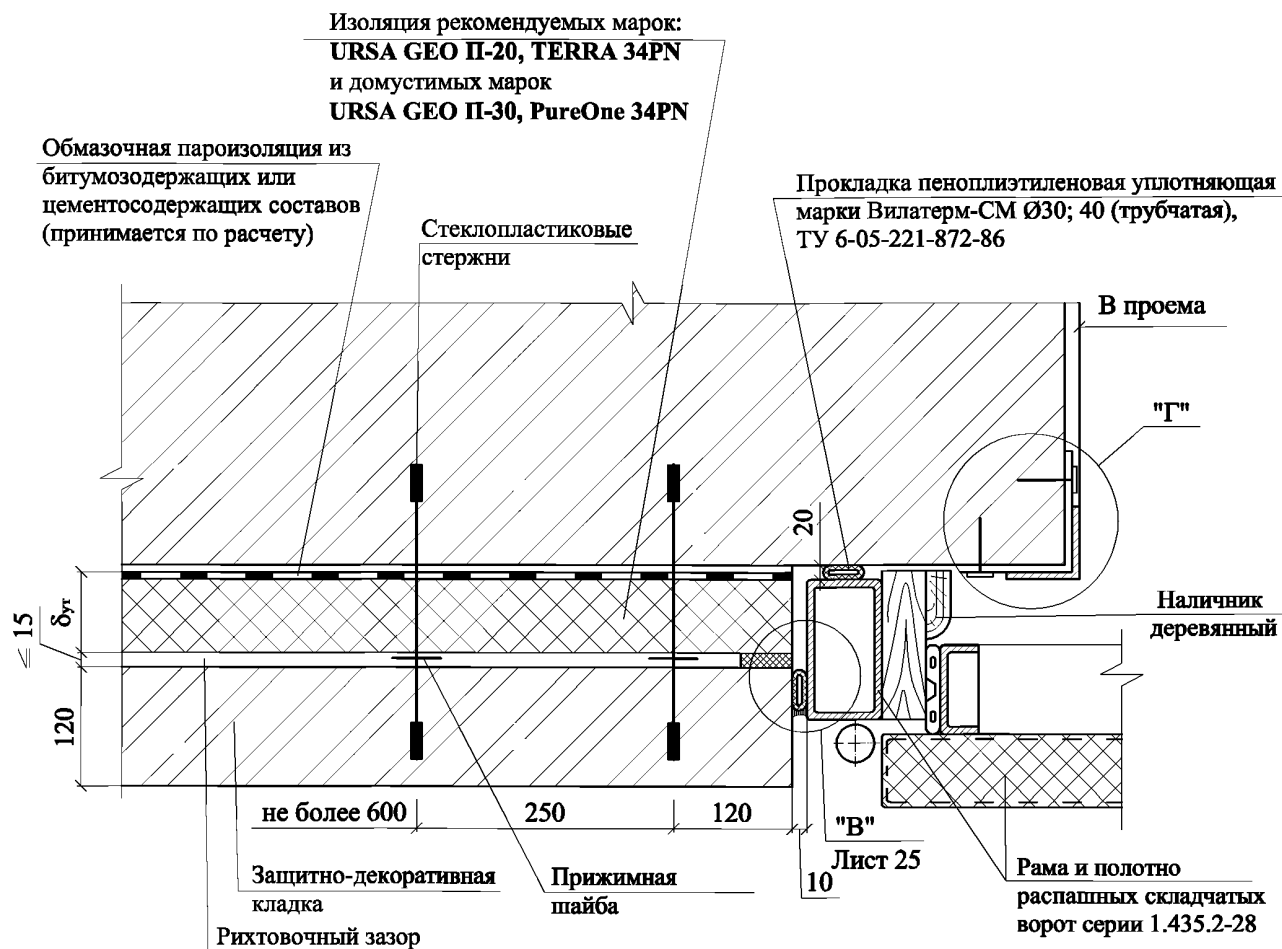 Изоляция рекомендуемых марок:
URSA GEO П-20, TERRA 34PN
и домустимых марок
URSA GEO П-30, PureOne 34PN
Обмазочная пароизоляция из
битумозодержащих или
цементосодержащих составов
(принимается по расчету)
Стеклопластиковые
стержни
Прокладка пеноплиэтиленовая уплотняющая
марки Вилатерм-СМ Ø30; 40 (трубчатая),
ТУ 6-05-221-872-86
В проема
"Г"
20
≤ 15
δут
120
Наличник
деревянный
не более 600
250
120
10
"В"
Лист 25
Защитно-декоративная
кладка
Прижимная
шайба
Рихтовочный зазор
Рама и полотно
распашных складчатых
ворот серии 1.435.2-28